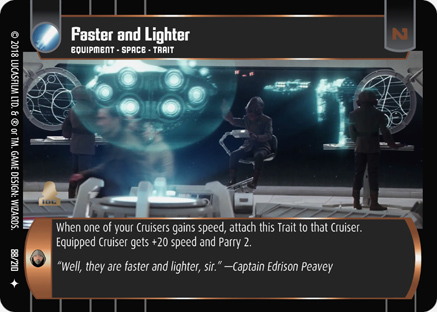 Faster and Lighter
EQUIPMENT • SPACE • TRAIT
N
When one of your Cruisers gains speed, attach this Trait to that Cruiser.
Equipped Cruiser gets +20 speed and Parry 2.
"Well, they are faster and lighter, sir." —Captain Edrison Peavey
© 2018 LUCASFILM LTD. & ® or TM. GAME DESIGN: WIZARDS.
88/210